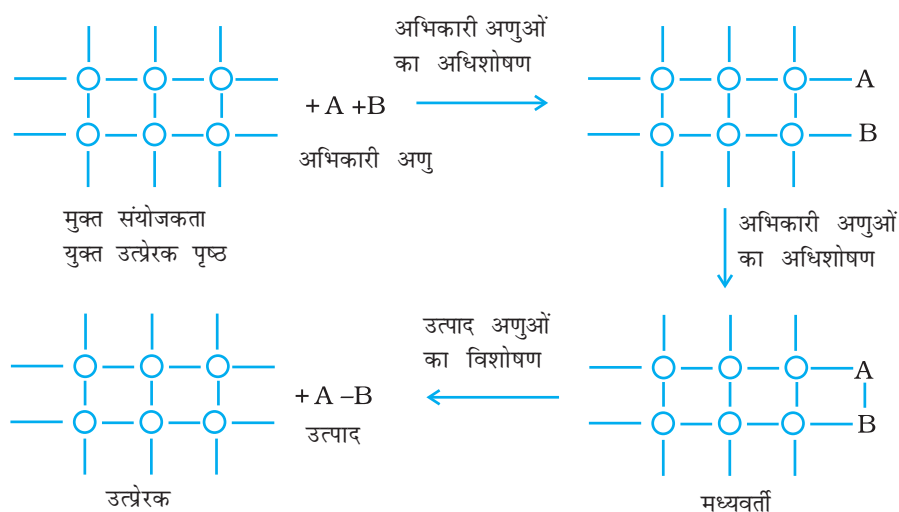 अभिकारी अणुओं
का अधिशोषण
+ A + B
अभिकारी अणु
A
B
मुक्त संयोजकता
युक्त उत्प्रेरक पृष्ठ
अभिकारी अणुओं
का अधिशोषण
उत्पाद अणुओं
का विशोषण
+ A – B
उत्पाद
A
B
उत्प्रेरक
मध्यवर्ती